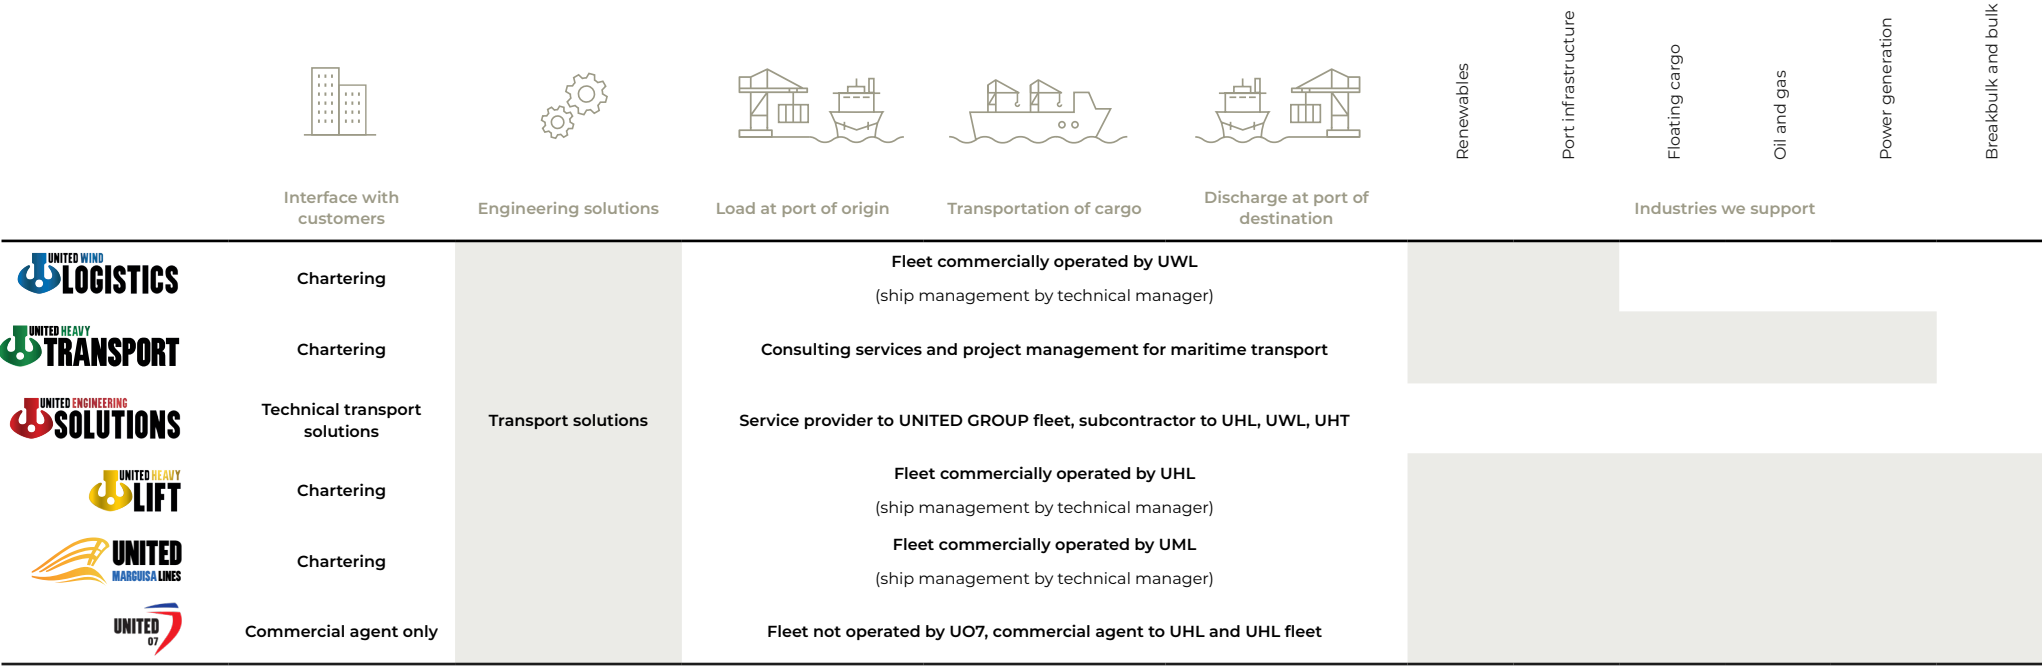 Renewables
Port infrastructure
Floating cargo
Oil and gas
Power generation
Breakbulk and bulk
Interface with
customers
Engineering solutions
Load at port of origin
Transportation of cargo
Discharge at port of
destination
Industries we support
UNITED WIND
LOGISTICS
Chartering
Fleet commercially operated by UWL
(ship management by technical manager)
UNITED HEAVY
TRANSPORT
Chartering
Consulting services and project management for maritime transport
UNITED ENGINEERING
SOLUTIONS
Technical transport
solutions
Transport solutions
Service provider to UNITED GROUP fleet, subcontractor to UHL, UWL, UHT
UNITED HEAVY
LIFT
Chartering
Fleet commercially operated by UHL
(ship management by technical manager)
UNITED
MARGUISA LINES
Chartering
Fleet commercially operated by UML
(ship management by technical manager)
UNITED
07
Commercial agent only
Fleet not operated by UO7, commercial agent to UHL and UHL fleet